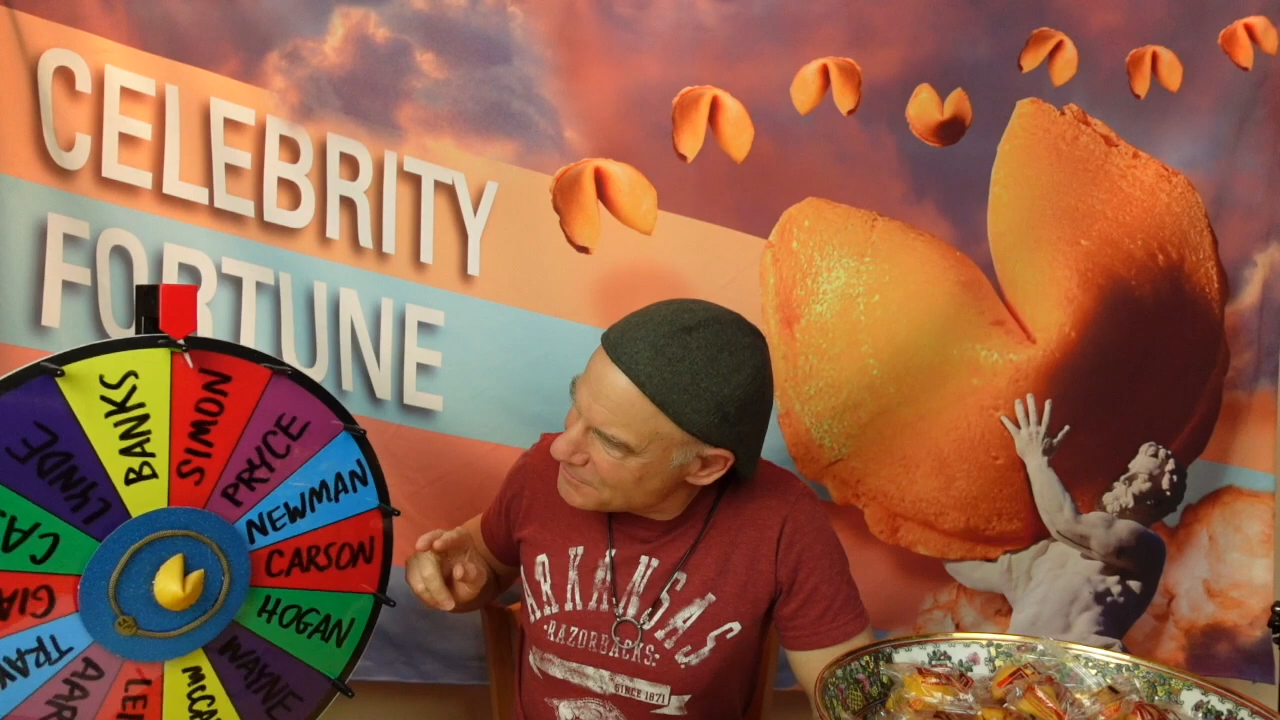 CELEBRITY
FORTUNE
LYNDE
BANKS
SIMON
PRYCE
NEWMAN
CARSON
HOGAN
WAYNE
ARKANSAS
RAZORBACKS
SINCE 1871